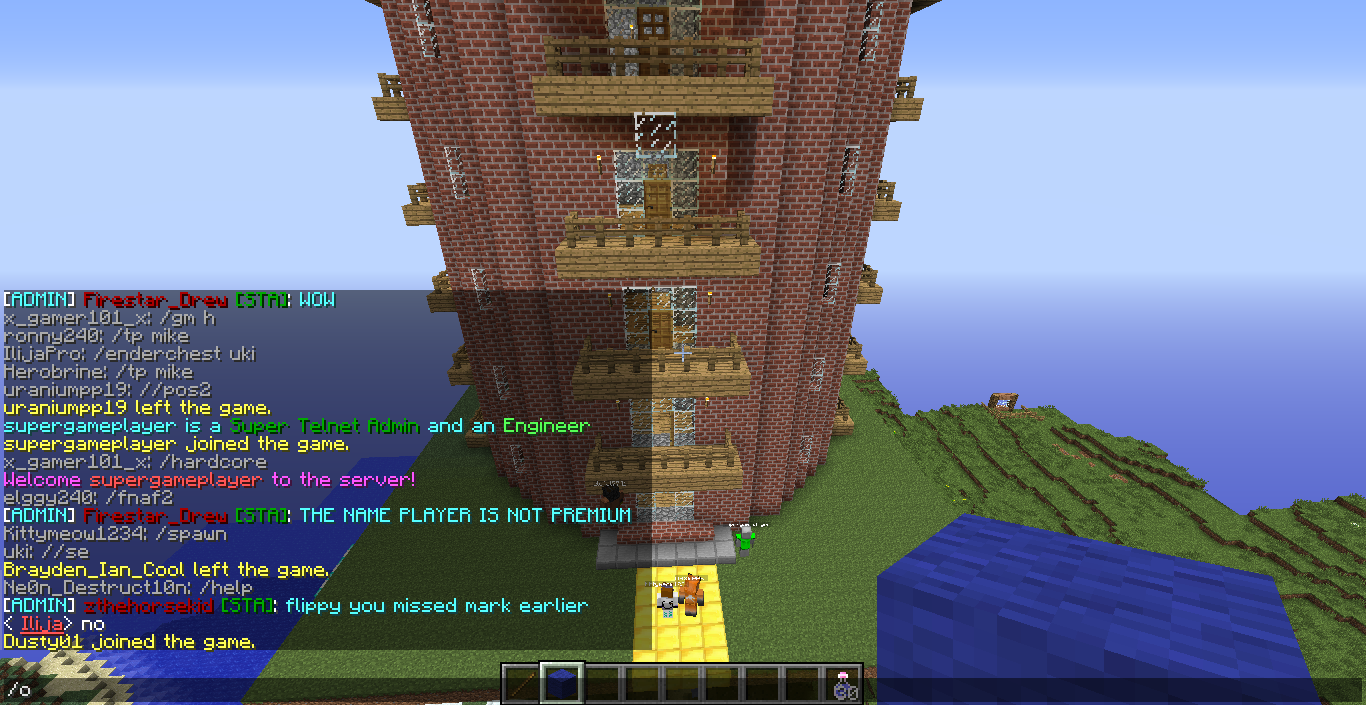 [ADMIN] Firestar_Drew [STA]: WOW
x_gamer101_x: /gm h
ronny240: /tp mike
IlijaPro: /enderchest uki
Herobrine: /tp mike
uraniumpp19: //pos2
uraniumpp19 left the game.
supergameplayer is a Super Telnet Admin and an Engineer
supergameplayer joined the game.
x_gamer101_x: /hardcore
Welcome supergameplayer to the server!
elggy240: /fnaf2
[ADMIN] Firestar_Drew [STA]: THE NAME PLAYER IS NOT PREMIUM
Kittymeow1234: /spawn
uki: //se
Brayden_Ian_Cool left the game.
Ne0n_Destruct10n: /help
[ADMIN] zthehorsekid [STA]: flippy you missed mark earlier
< Ilija> no
Dusty01 joined the game.
/o